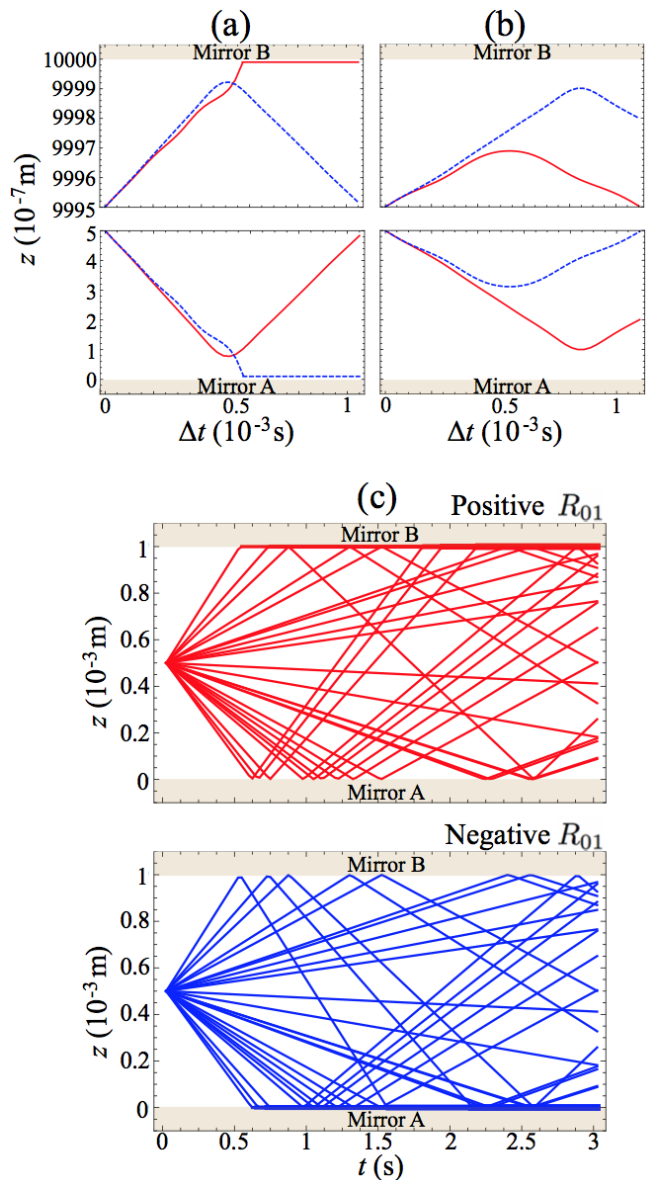 (a) (b)
Mirror B Mirror B
10000
9999
9998
9997
9996
9995
z (10⁻⁷m)
5
4
3
2
1
0
Mirror A Mirror A
0 0.5 1 0 0.5 1
Δt (10⁻³s) Δt (10⁻³s)
(c)
Positive R₀₁
Mirror B
1
0.8
0.6
0.4
0.2
0
z (10⁻³m)
Mirror A
Negative R₀₁
Mirror B
1
0.8
0.6
0.4
0.2
0
z (10⁻³m)
Mirror A
0 0.5 1 1.5 2 2.5 3
t (s)